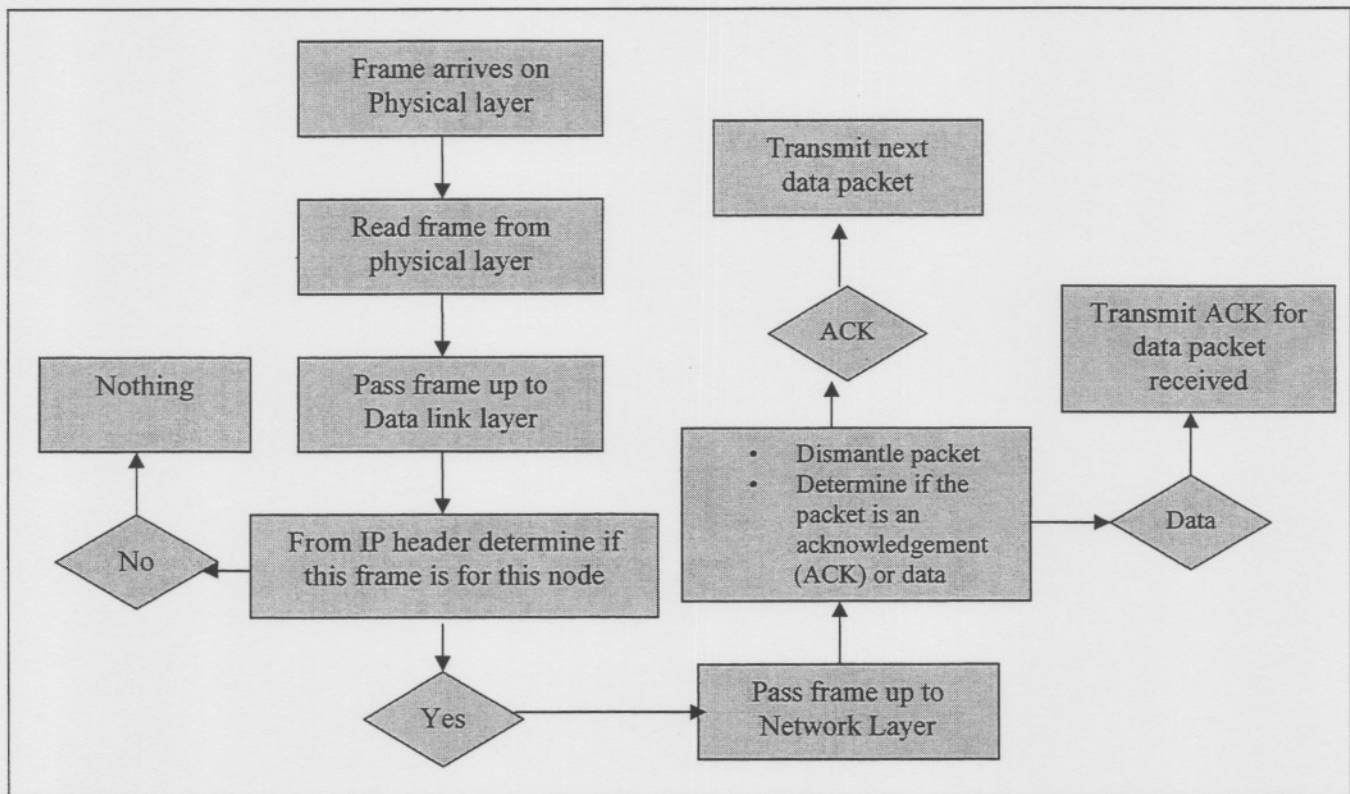 Frame arrives on
Physical layer
Read frame from
physical layer
Pass frame up to
Data link layer
From IP header determine if
this frame is for this node
No
Nothing
Yes
Pass frame up to
Network Layer
• Dismantle packet
• Determine if the
packet is an
acknowledgement
(ACK) or data
ACK
Transmit next
data packet
Data
Transmit ACK for
data packet
received